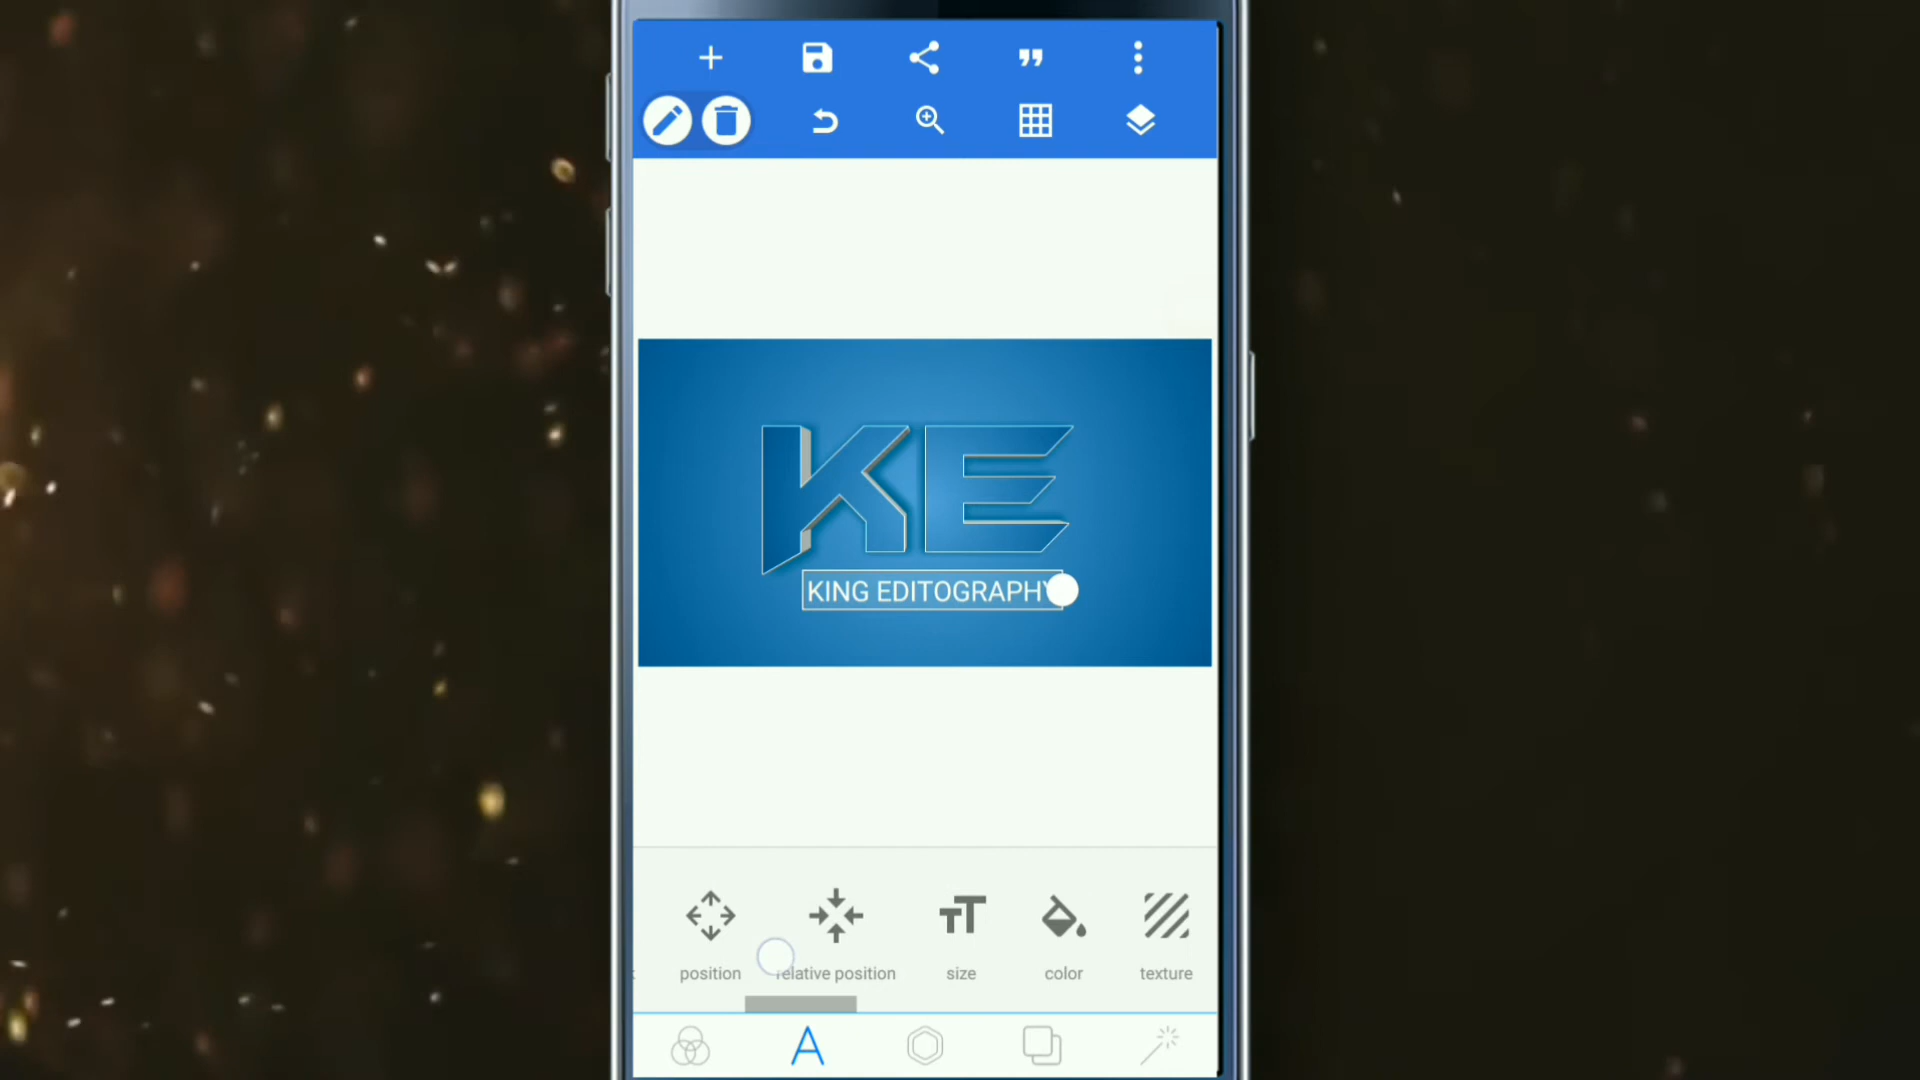 KE
KING EDITOGRAPHY
position
relative position
size
color
texture